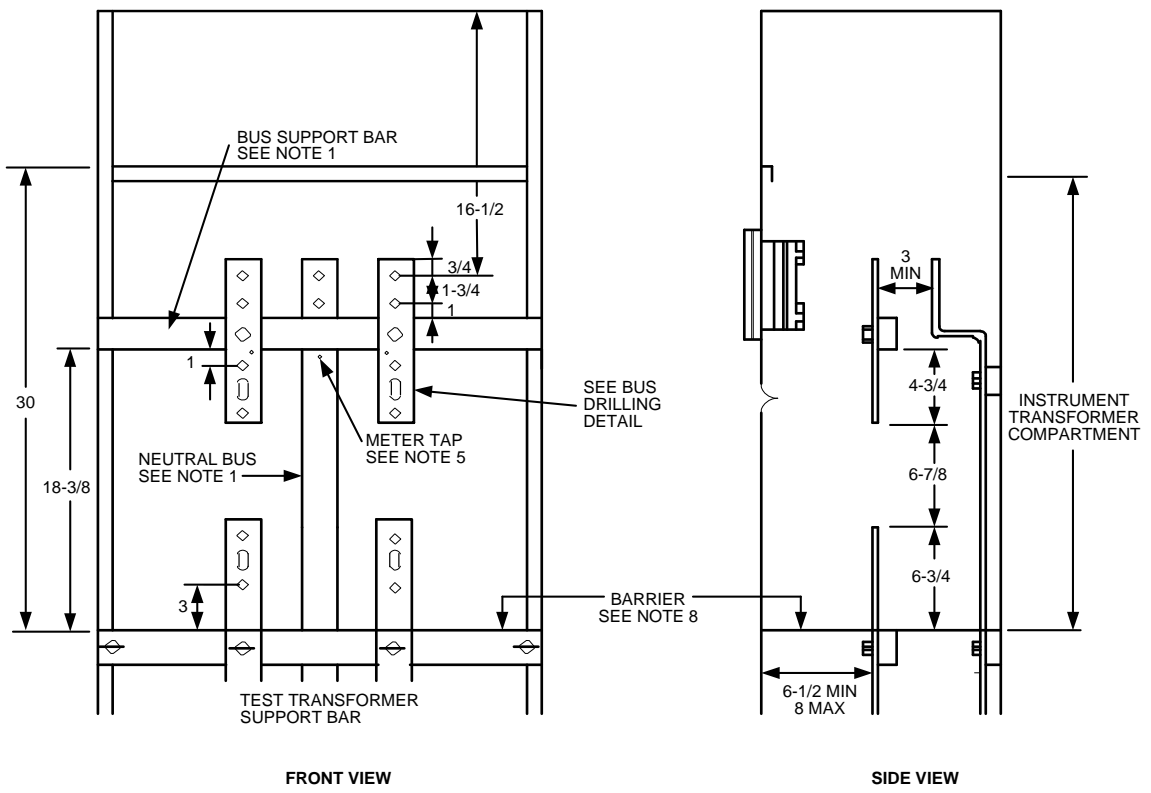 BUS SUPPORT BAR
SEE NOTE 1
16-1/2
3/4
1-3/4
1
1
30
18-3/8
SEE BUS
DRILLING
DETAIL
METER TAP
SEE NOTE 5
NEUTRAL BUS
SEE NOTE 1
3
TEST TRANSFORMER
SUPPORT BAR
FRONT VIEW
BARRIER
SEE NOTE 8
3
MIN
4-3/4
6-7/8
6-3/4
INSTRUMENT
TRANSFORMER
COMPARTMENT
6-1/2 MIN
8 MAX
SIDE VIEW